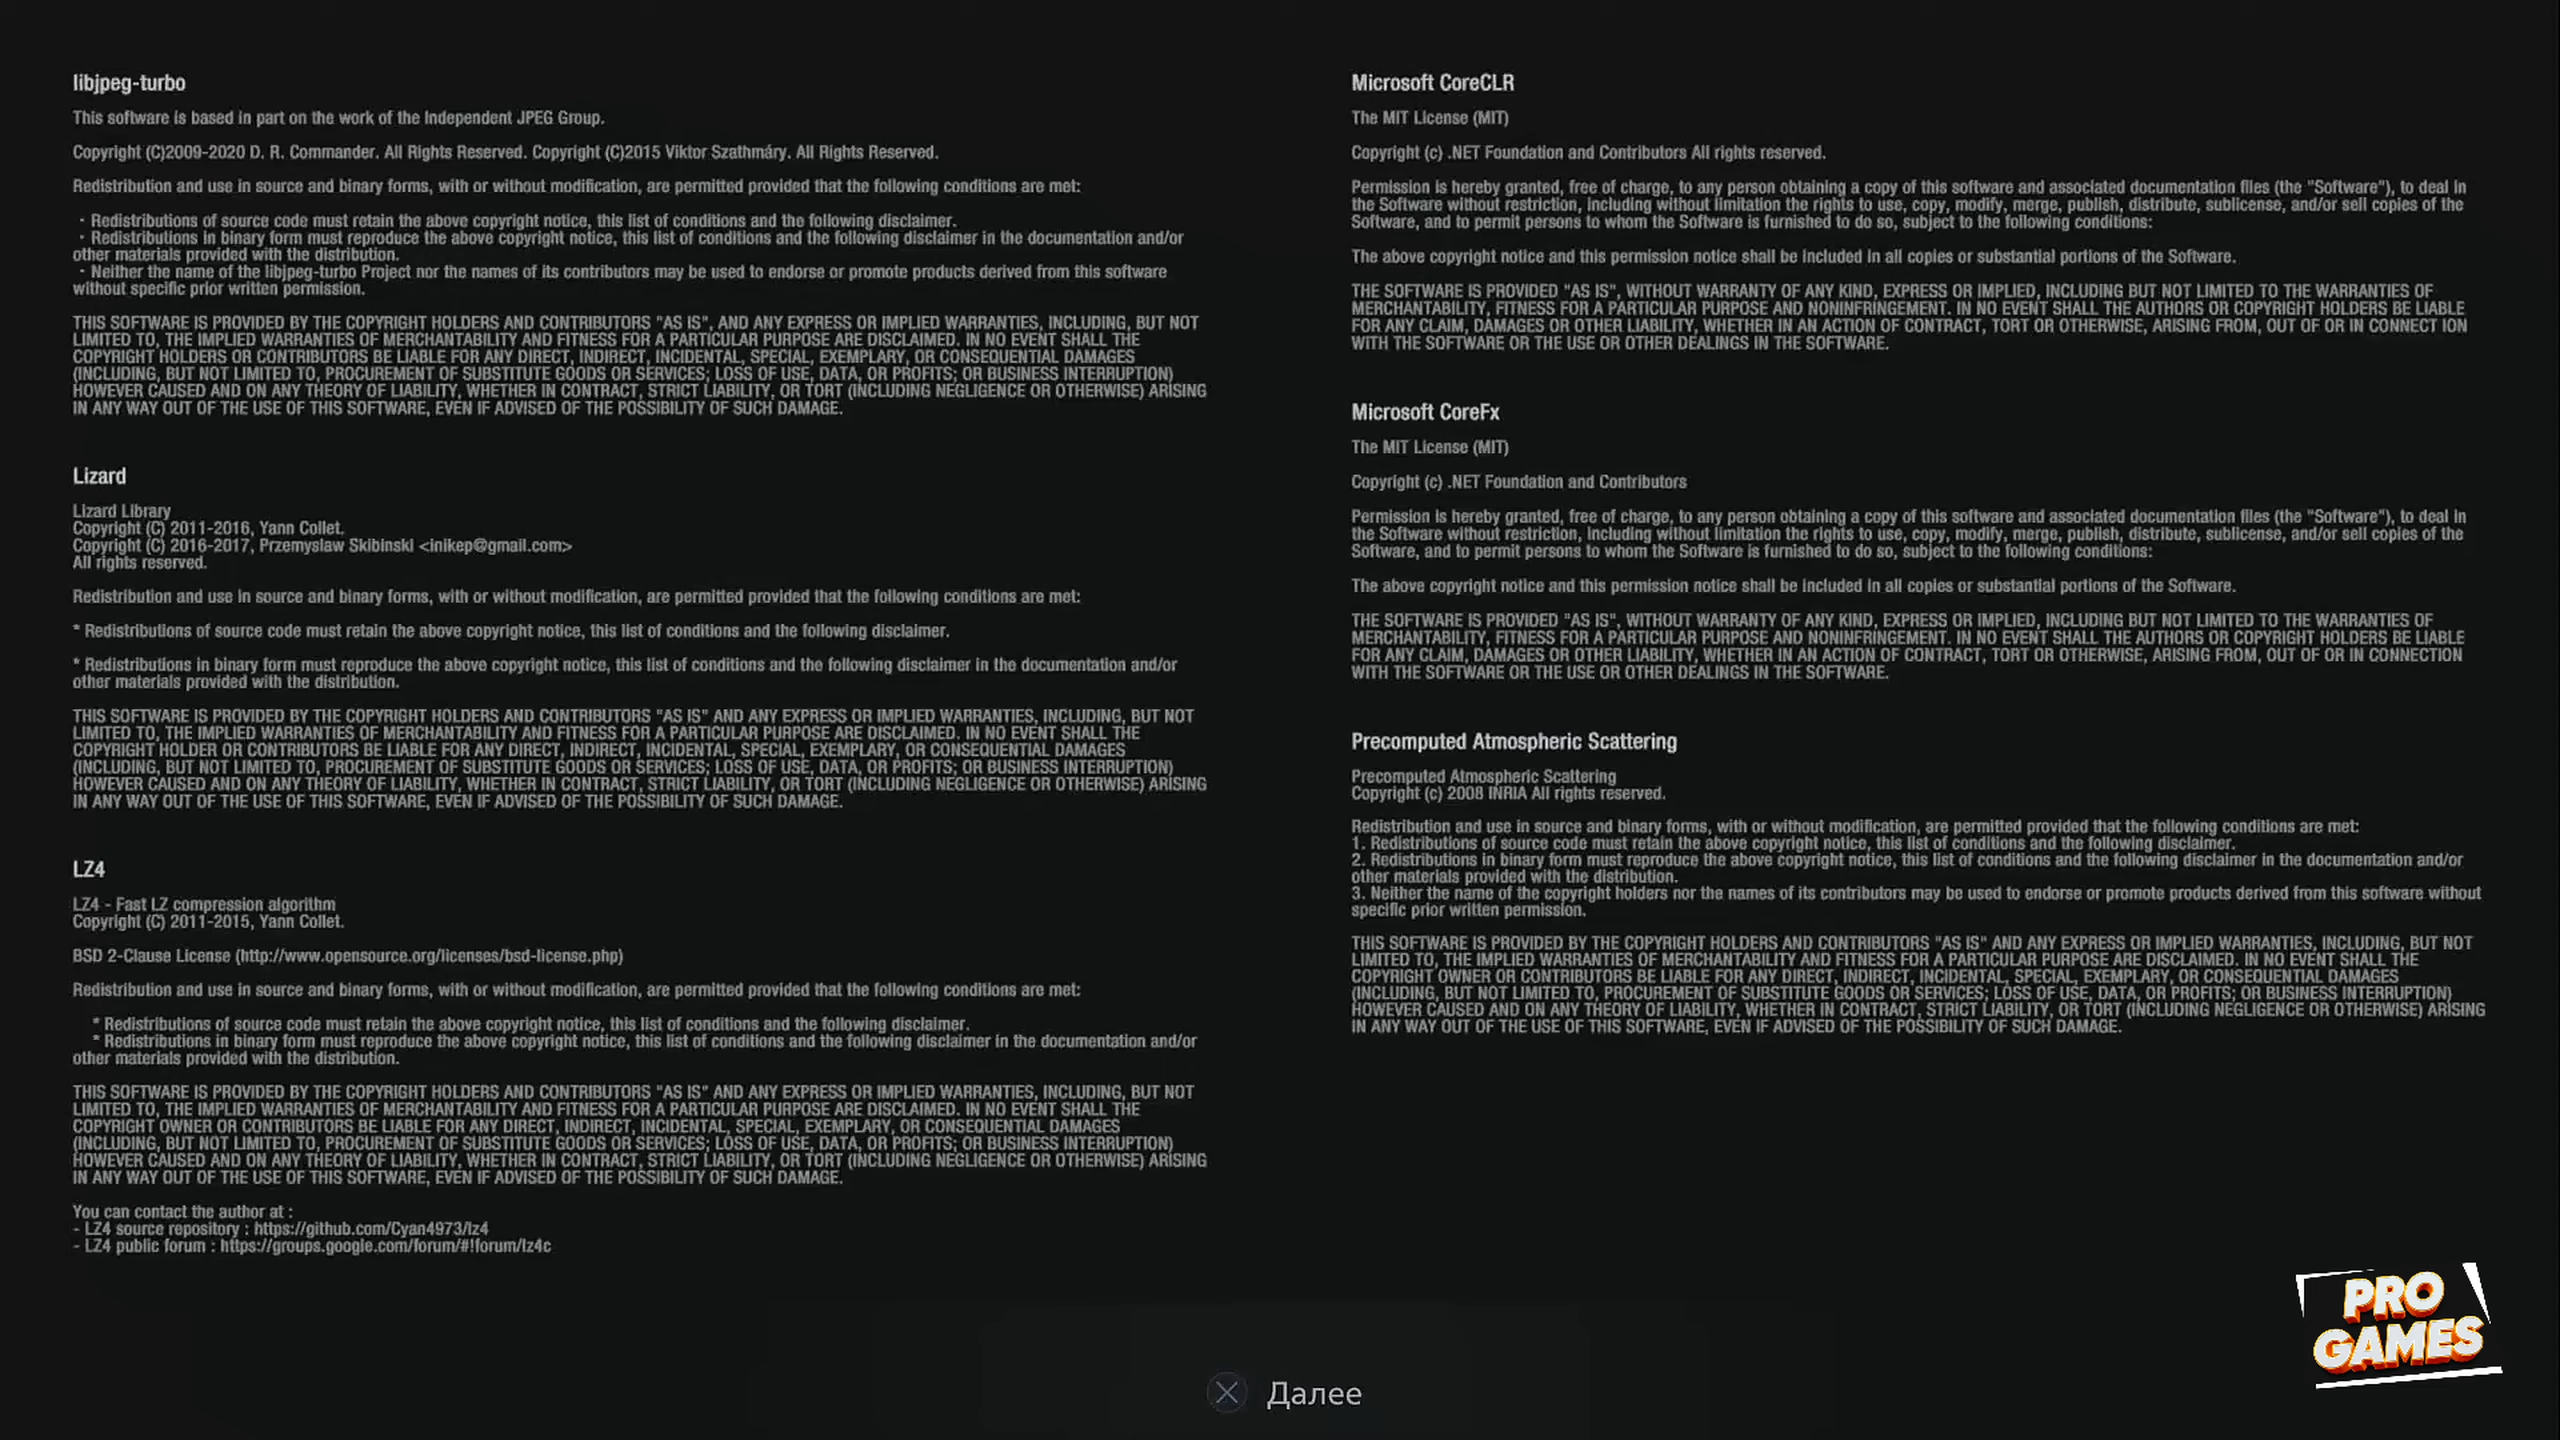 libjpeg-turbo
This software is based in part on the work of the Independent JPEG Group.
Copyright (C)2009-2020 D. R. Commander. All Rights Reserved. Copyright (C)2015 Viktor Szathmáry. All Rights Reserved.
Redistribution and use in source and binary forms, with or without modification, are permitted provided that the following conditions are met:
· Redistributions of source code must retain the above copyright notice, this list of conditions and the following disclaimer.
· Redistributions in binary form must reproduce the above copyright notice, this list of conditions and the following disclaimer in the documentation and/or
other materials provided with the distribution.
· Neither the name of the libjpeg-turbo Project nor the names of its contributors may be used to endorse or promote products derived from this software
without specific prior written permission.
THIS SOFTWARE IS PROVIDED BY THE COPYRIGHT HOLDERS AND CONTRIBUTORS "AS IS", AND ANY EXPRESS OR IMPLIED WARRANTIES, INCLUDING, BUT NOT
LIMITED TO, THE IMPLIED WARRANTIES OF MERCHANTABILITY AND FITNESS FOR A PARTICULAR PURPOSE ARE DISCLAIMED. IN NO EVENT SHALL THE
COPYRIGHT HOLDERS OR CONTRIBUTORS BE LIABLE FOR ANY DIRECT, INDIRECT, INCIDENTAL, SPECIAL, EXEMPLARY, OR CONSEQUENTIAL DAMAGES
(INCLUDING, BUT NOT LIMITED TO, PROCUREMENT OF SUBSTITUTE GOODS OR SERVICES; LOSS OF USE, DATA, OR PROFITS; OR BUSINESS INTERRUPTION)
HOWEVER CAUSED AND ON ANY THEORY OF LIABILITY, WHETHER IN CONTRACT, STRICT LIABILITY, OR TORT (INCLUDING NEGLIGENCE OR OTHERWISE) ARISING
IN ANY WAY OUT OF THE USE OF THIS SOFTWARE, EVEN IF ADVISED OF THE POSSIBILITY OF SUCH DAMAGE.
Lizard
Lizard Library
Copyright (C) 2011-2016, Yann Collet.
Copyright (C) 2016-2017, Przemyslaw Skibinski <inikep@gmail.com>
All rights reserved.
Redistribution and use in source and binary forms, with or without modification, are permitted provided that the following conditions are met:
* Redistributions of source code must retain the above copyright notice, this list of conditions and the following disclaimer.
* Redistributions in binary form must reproduce the above copyright notice, this list of conditions and the following disclaimer in the documentation and/or
other materials provided with the distribution.
THIS SOFTWARE IS PROVIDED BY THE COPYRIGHT HOLDERS AND CONTRIBUTORS "AS IS" AND ANY EXPRESS OR IMPLIED WARRANTIES, INCLUDING, BUT NOT
LIMITED TO, THE IMPLIED WARRANTIES OF MERCHANTABILITY AND FITNESS FOR A PARTICULAR PURPOSE ARE DISCLAIMED. IN NO EVENT SHALL THE
COPYRIGHT HOLDER OR CONTRIBUTORS BE LIABLE FOR ANY DIRECT, INDIRECT, INCIDENTAL, SPECIAL, EXEMPLARY, OR CONSEQUENTIAL DAMAGES
(INCLUDING, BUT NOT LIMITED TO, PROCUREMENT OF SUBSTITUTE GOODS OR SERVICES; LOSS OF USE, DATA, OR PROFITS; OR BUSINESS INTERRUPTION)
HOWEVER CAUSED AND ON ANY THEORY OF LIABILITY, WHETHER IN CONTRACT, STRICT LIABILITY, OR TORT (INCLUDING NEGLIGENCE OR OTHERWISE) ARISING
IN ANY WAY OUT OF THE USE OF THIS SOFTWARE, EVEN IF ADVISED OF THE POSSIBILITY OF SUCH DAMAGE.
LZ4
LZ4 - Fast LZ compression algorithm
Copyright (C) 2011-2015, Yann Collet.
BSD 2-Clause License (http://www.opensource.org/licenses/bsd-license.php)
Redistribution and use in source and binary forms, with or without modification, are permitted provided that the following conditions are met:
* Redistributions of source code must retain the above copyright notice, this list of conditions and the following disclaimer.
* Redistributions in binary form must reproduce the above copyright notice, this list of conditions and the following disclaimer in the documentation and/or
other materials provided with the distribution.
THIS SOFTWARE IS PROVIDED BY THE COPYRIGHT HOLDERS AND CONTRIBUTORS "AS IS" AND ANY EXPRESS OR IMPLIED WARRANTIES, INCLUDING, BUT NOT
LIMITED TO, THE IMPLIED WARRANTIES OF MERCHANTABILITY AND FITNESS FOR A PARTICULAR PURPOSE ARE DISCLAIMED. IN NO EVENT SHALL THE
COPYRIGHT OWNER OR CONTRIBUTORS BE LIABLE FOR ANY DIRECT, INDIRECT, INCIDENTAL, SPECIAL, EXEMPLARY, OR CONSEQUENTIAL DAMAGES
(INCLUDING, BUT NOT LIMITED TO, PROCUREMENT OF SUBSTITUTE GOODS OR SERVICES; LOSS OF USE, DATA, OR PROFITS; OR BUSINESS INTERRUPTION)
HOWEVER CAUSED AND ON ANY THEORY OF LIABILITY, WHETHER IN CONTRACT, STRICT LIABILITY, OR TORT (INCLUDING NEGLIGENCE OR OTHERWISE) ARISING
IN ANY WAY OUT OF THE USE OF THIS SOFTWARE, EVEN IF ADVISED OF THE POSSIBILITY OF SUCH DAMAGE.
You can contact the author at :
- LZ4 source repository : https://github.com/Cyan4973/lz4
- LZ4 public forum : https://groups.google.com/forum/#!forum/lz4c
Microsoft CoreCLR
The MIT License (MIT)
Copyright (c) .NET Foundation and Contributors All rights reserved.
Permission is hereby granted, free of charge, to any person obtaining a copy of this software and associated documentation files (the "Software"), to deal in
the Software without restriction, including without limitation the rights to use, copy, modify, merge, publish, distribute, sublicense, and/or sell copies of the
Software, and to permit persons to whom the Software is furnished to do so, subject to the following conditions:
The above copyright notice and this permission notice shall be included in all copies or substantial portions of the Software.
THE SOFTWARE IS PROVIDED "AS IS", WITHOUT WARRANTY OF ANY KIND, EXPRESS OR IMPLIED, INCLUDING BUT NOT LIMITED TO THE WARRANTIES OF
MERCHANTABILITY, FITNESS FOR A PARTICULAR PURPOSE AND NONINFRINGEMENT. IN NO EVENT SHALL THE AUTHORS OR COPYRIGHT HOLDERS BE LIABLE
FOR ANY CLAIM, DAMAGES OR OTHER LIABILITY, WHETHER IN AN ACTION OF CONTRACT, TORT OR OTHERWISE, ARISING FROM, OUT OF OR IN CONNECT ION
WITH THE SOFTWARE OR THE USE OR OTHER DEALINGS IN THE SOFTWARE.
Microsoft CoreFx
The MIT License (MIT)
Copyright (c) .NET Foundation and Contributors
Permission is hereby granted, free of charge, to any person obtaining a copy of this software and associated documentation files (the "Software"), to deal in
the Software without restriction, including without limitation the rights to use, copy, modify, merge, publish, distribute, sublicense, and/or sell copies of the
Software, and to permit persons to whom the Software is furnished to do so, subject to the following conditions:
The above copyright notice and this permission notice shall be included in all copies or substantial portions of the Software.
THE SOFTWARE IS PROVIDED "AS IS", WITHOUT WARRANTY OF ANY KIND, EXPRESS OR IMPLIED, INCLUDING BUT NOT LIMITED TO THE WARRANTIES OF
MERCHANTABILITY, FITNESS FOR A PARTICULAR PURPOSE AND NONINFRINGEMENT. IN NO EVENT SHALL THE AUTHORS OR COPYRIGHT HOLDERS BE LIABLE
FOR ANY CLAIM, DAMAGES OR OTHER LIABILITY, WHETHER IN AN ACTION OF CONTRACT, TORT OR OTHERWISE, ARISING FROM, OUT OF OR IN CONNECTION
WITH THE SOFTWARE OR THE USE OR OTHER DEALINGS IN THE SOFTWARE.
Precomputed Atmospheric Scattering
Precomputed Atmospheric Scattering
Copyright (c) 2008 INRIA All rights reserved.
Redistribution and use in source and binary forms, with or without modification, are permitted provided that the following conditions are met:
1. Redistributions of source code must retain the above copyright notice, this list of conditions and the following disclaimer.
2. Redistributions in binary form must reproduce the above copyright notice, this list of conditions and the following disclaimer in the documentation and/or
other materials provided with the distribution.
3. Neither the name of the copyright holders nor the names of its contributors may be used to endorse or promote products derived from this software without
specific prior written permission.
THIS SOFTWARE IS PROVIDED BY THE COPYRIGHT HOLDERS AND CONTRIBUTORS "AS IS" AND ANY EXPRESS OR IMPLIED WARRANTIES, INCLUDING, BUT NOT
LIMITED TO, THE IMPLIED WARRANTIES OF MERCHANTABILITY AND FITNESS FOR A PARTICULAR PURPOSE ARE DISCLAIMED. IN NO EVENT SHALL THE
COPYRIGHT OWNER OR CONTRIBUTORS BE LIABLE FOR ANY DIRECT, INDIRECT, INCIDENTAL, SPECIAL, EXEMPLARY, OR CONSEQUENTIAL DAMAGES
(INCLUDING, BUT NOT LIMITED TO, PROCUREMENT OF SUBSTITUTE GOODS OR SERVICES; LOSS OF USE, DATA, OR PROFITS; OR BUSINESS INTERRUPTION)
HOWEVER CAUSED AND ON ANY THEORY OF LIABILITY, WHETHER IN CONTRACT, STRICT LIABILITY, OR TORT (INCLUDING NEGLIGENCE OR OTHERWISE) ARISING
IN ANY WAY OUT OF THE USE OF THIS SOFTWARE, EVEN IF ADVISED OF THE POSSIBILITY OF SUCH DAMAGE.
PRO
GAMES
Далее